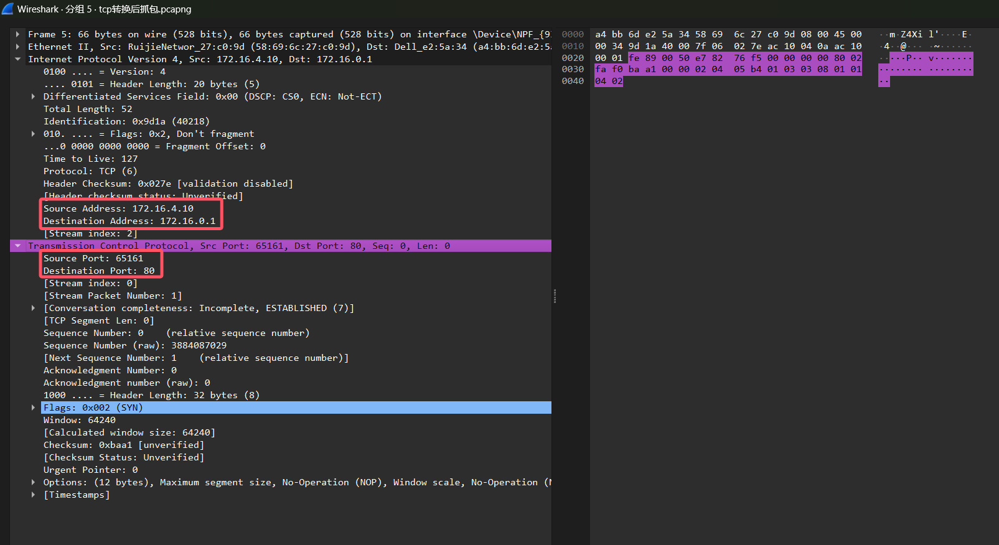 Wireshark · 分组 5 · tcp转换后抓包.pcapng
Frame 5: 66 bytes on wire (528 bits), 66 bytes captured (528 bits) on interface \Device\NPF_{9
Ethernet II, Src: RuijieNetwor_27:c0:9d (58:69:6c:27:c0:9d), Dst: Dell_e2:5a:34 (a4:bb:6d:e2:5
Internet Protocol Version 4, Src: 172.16.4.10, Dst: 172.16.0.1
0100 .... = Version: 4
.... 0101 = Header Length: 20 bytes (5)
Differentiated Services Field: 0x00 (DSCP: CS0, ECN: Not-ECT)
Total Length: 52
Identification: 0x9d1a (40218)
010. .... = Flags: 0x2, Don't fragment
...0 0000 0000 0000 = Fragment Offset: 0
Time to Live: 127
Protocol: TCP (6)
Header Checksum: 0x027e [validation disabled]
[Header checksum status: Unverified]
Source Address: 172.16.4.10
Destination Address: 172.16.0.1
[Stream index: 2]
Transmission Control Protocol, Src Port: 65161, Dst Port: 80, Seq: 0, Len: 0
Source Port: 65161
Destination Port: 80
[Stream index: 0]
[Stream Packet Number: 1]
[Conversation completeness: Incomplete, ESTABLISHED (7)]
[TCP Segment Len: 0]
Sequence Number: 0    (relative sequence number)
Sequence Number (raw): 3884087029
[Next Sequence Number: 1    (relative sequence number)]
Acknowledgment Number: 0
Acknowledgment number (raw): 0
1000 .... = Header Length: 32 bytes (8)
Flags: 0x002 (SYN)
Window: 64240
[Calculated window size: 64240]
Checksum: 0xbaa1 [unverified]
[Checksum Status: Unverified]
Urgent Pointer: 0
Options: (12 bytes), Maximum segment size, No-Operation (NOP), Window scale, No-Operation (
[Timestamps]
0000 a4 bb 6d e2 5a 34 58 69 6c 27 c0 9d 08 00 45 00 ··m·Z4Xi l'····E·
0010 00 34 9d 1a 40 00 7f 06 02 7e ac 10 04 0a ac 10 ·4··@··· ·~······
0020 00 01 fe 89 00 50 e7 82 76 f5 00 00 00 00 80 02 ·····P·· v·······
0030 fa f0 ba a1 00 00 02 04 05 b4 01 03 03 08 01 01 ········ ········
0040 04 02 ··